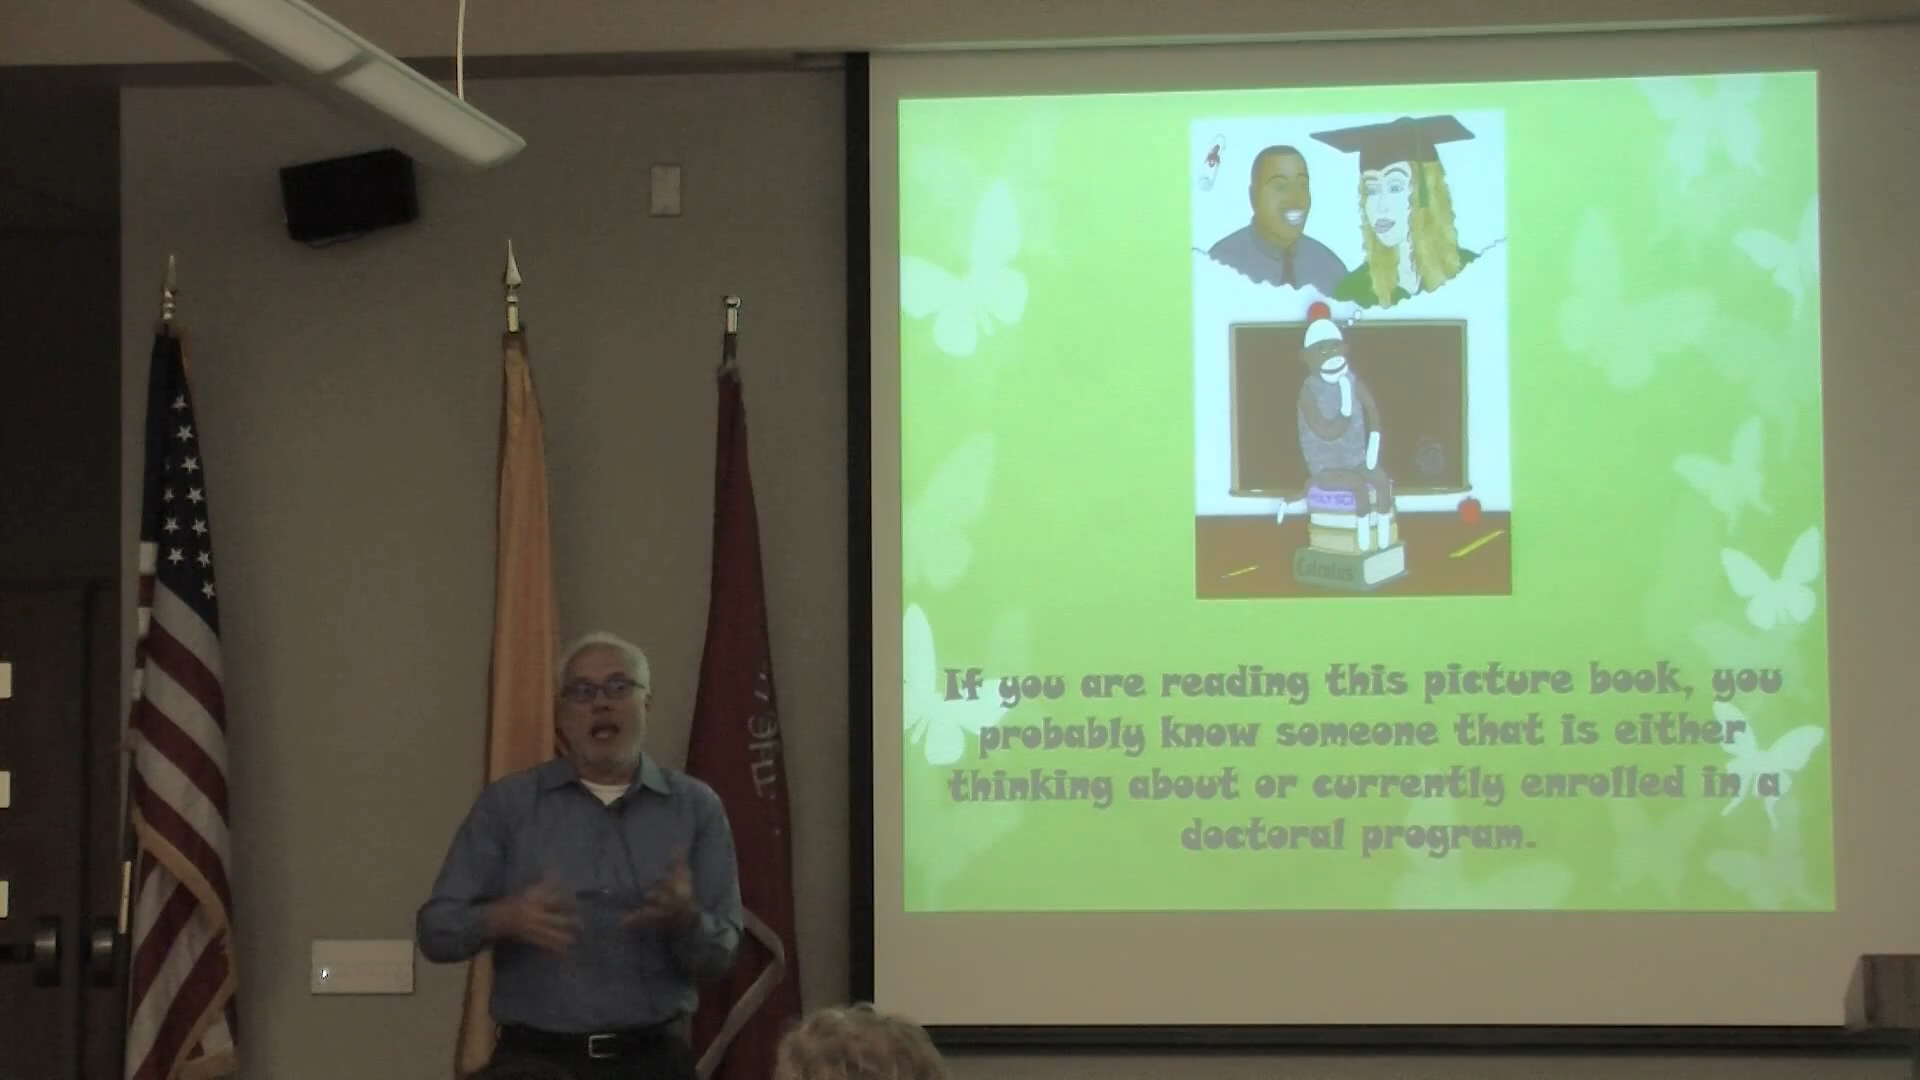 If you are reading this picture book, you
probably know someone that is either
thinking about or currently enrolled in a
doctoral program.
Calculus